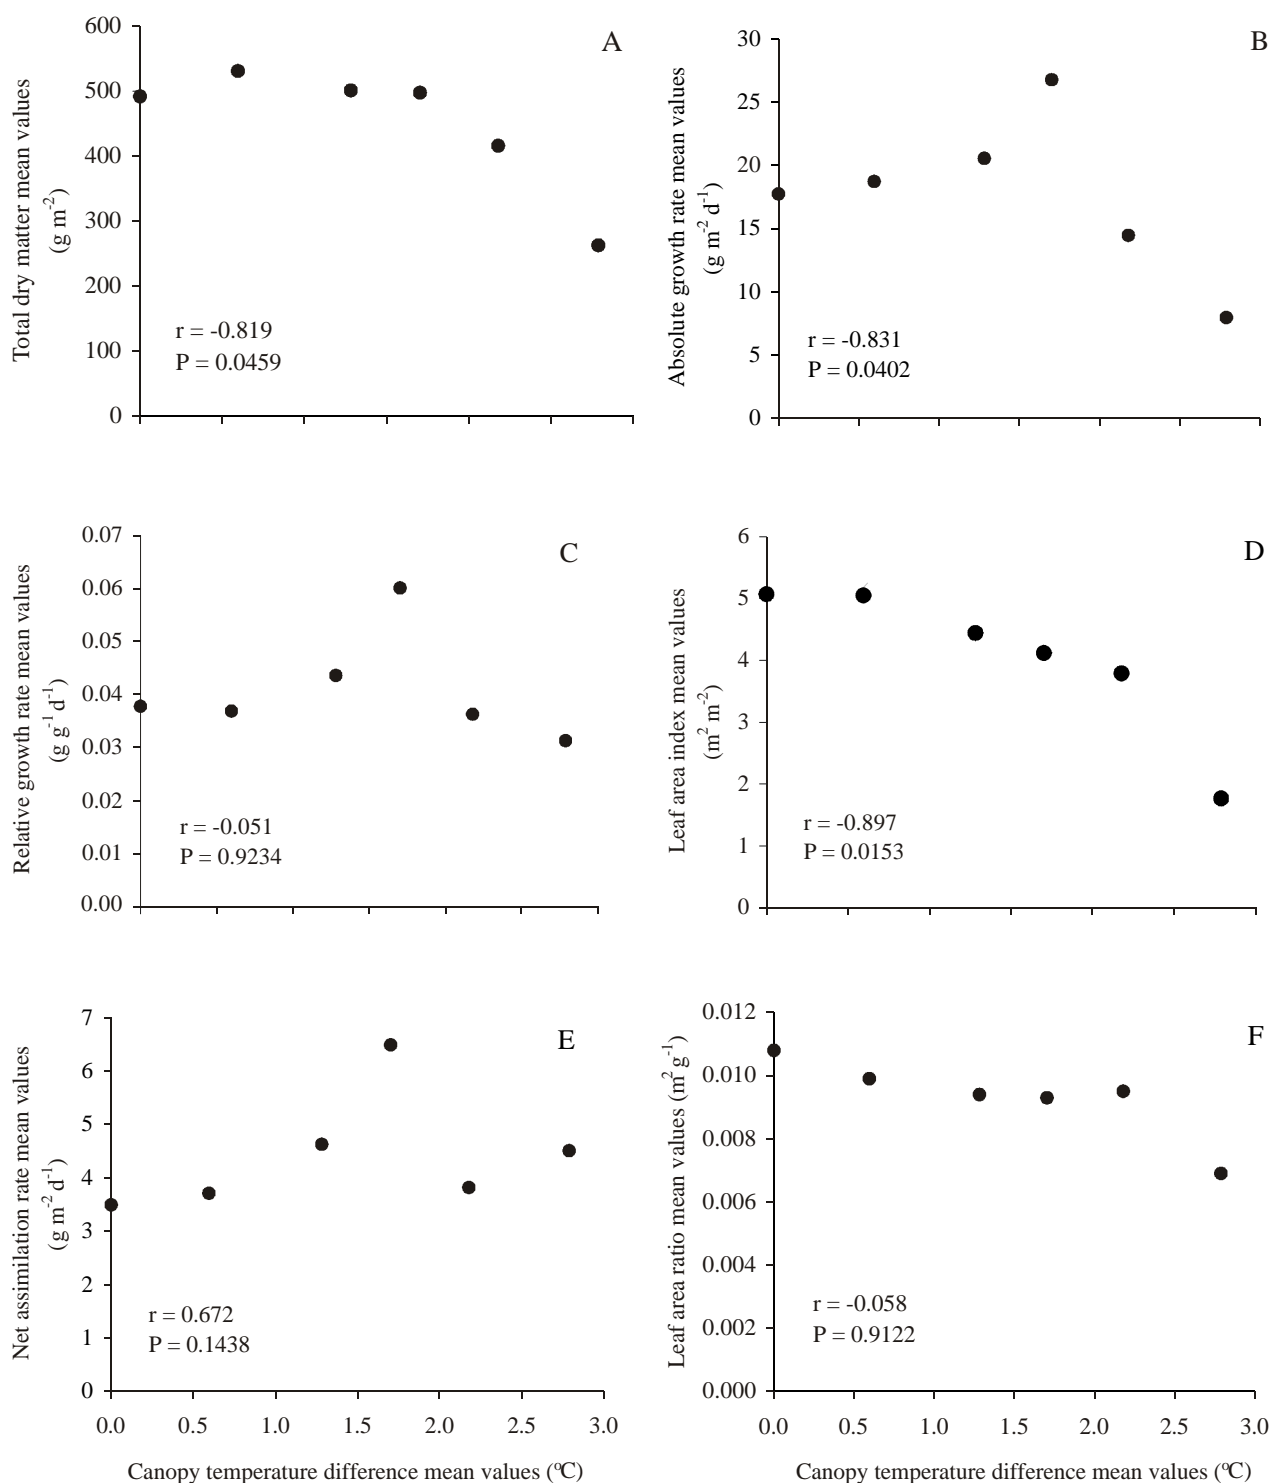 A
Total dry matter mean values
(g m-2)
600
500
400
300
200
100
0
r = -0.819
P = 0.0459
B
Absolute growth rate mean values
(g m-2 d-1)
30
25
20
15
10
5
0
r = -0.831
P = 0.0402
C
Relative growth rate mean values
(g g-1 d-1)
0.07
0.06
0.05
0.04
0.03
0.02
0.01
0.00
r = -0.051
P = 0.9234
D
Leaf area index mean values
(m2 m-2)
6
5
4
3
2
1
0
r = -0.897
P = 0.0153
E
Net assimilation rate mean values
(g m-2 d-1)
7
6
5
4
3
2
1
0
r = 0.672
P = 0.1438
0.0 0.5 1.0 1.5 2.0 2.5 3.0
Canopy temperature difference mean values (ºC)
F
Leaf area ratio mean values (m2 g-1)
0.012
0.010
0.008
0.006
0.004
0.002
0.000
r = -0.058
P = 0.9122
0.0 0.5 1.0 1.5 2.0 2.5 3.0
Canopy temperature difference mean values (ºC)